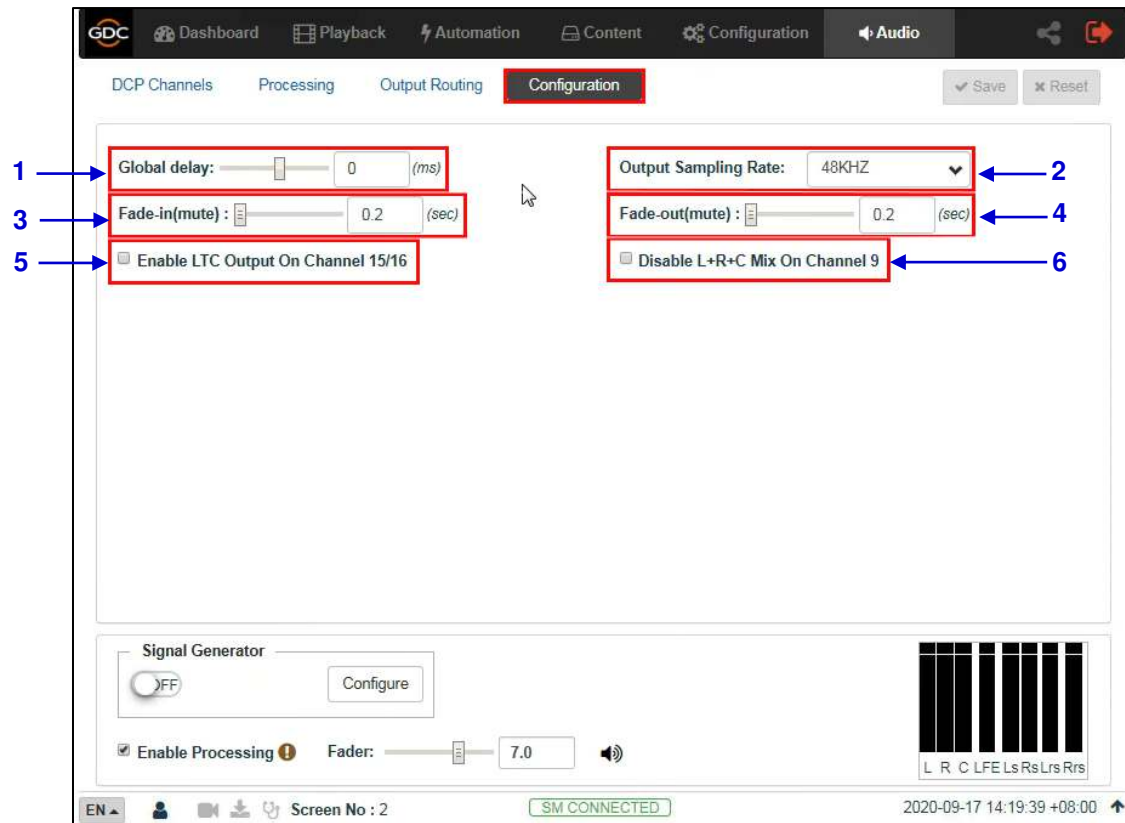 GDC Dashboard Playback Automation Content Configuration Audio
DCP Channels Processing Output Routing Configuration Save Reset
1 Global delay: 0 (ms) Output Sampling Rate: 48KHZ 2
3 Fade-in(mute) : 0.2 (sec) Fade-out(mute) : 0.2 (sec) 4
5 Enable LTC Output On Channel 15/16 Disable L+R+C Mix On Channel 9 6
Signal Generator
OFF Configure
Enable Processing Fader: 7.0
L R C LFE Ls Rs Lrs Rrs
EN Screen No : 2 SM CONNECTED 2020-09-17 14:19:39 +08:00